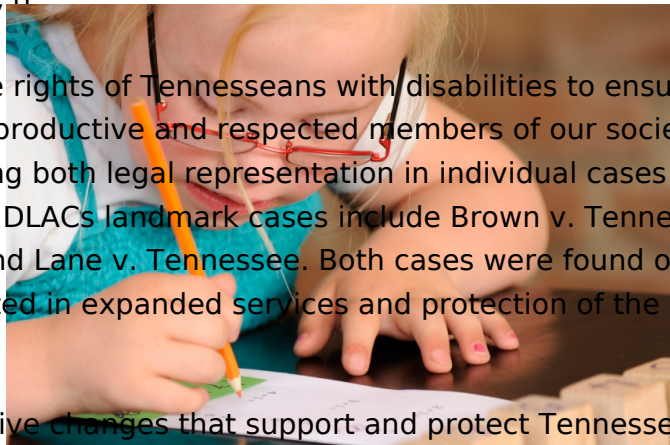 rights of Tennesseans with disabilities to ensu
productive and respected members of our socie
ng both legal representation in individual cases
DLACs landmark cases include Brown v. Tenne
nd Lane v. Tennessee. Both cases were found o
ted in expanded services and protection of the
ive changes that support and protect Tennesse